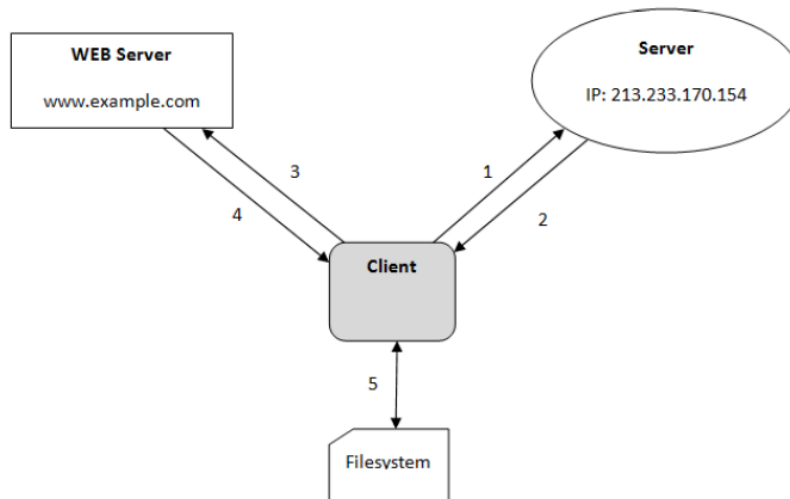 WEB Server
www.example.com
Server
IP: 213.233.170.154
3
1
4
2
Client
5
Filesystem